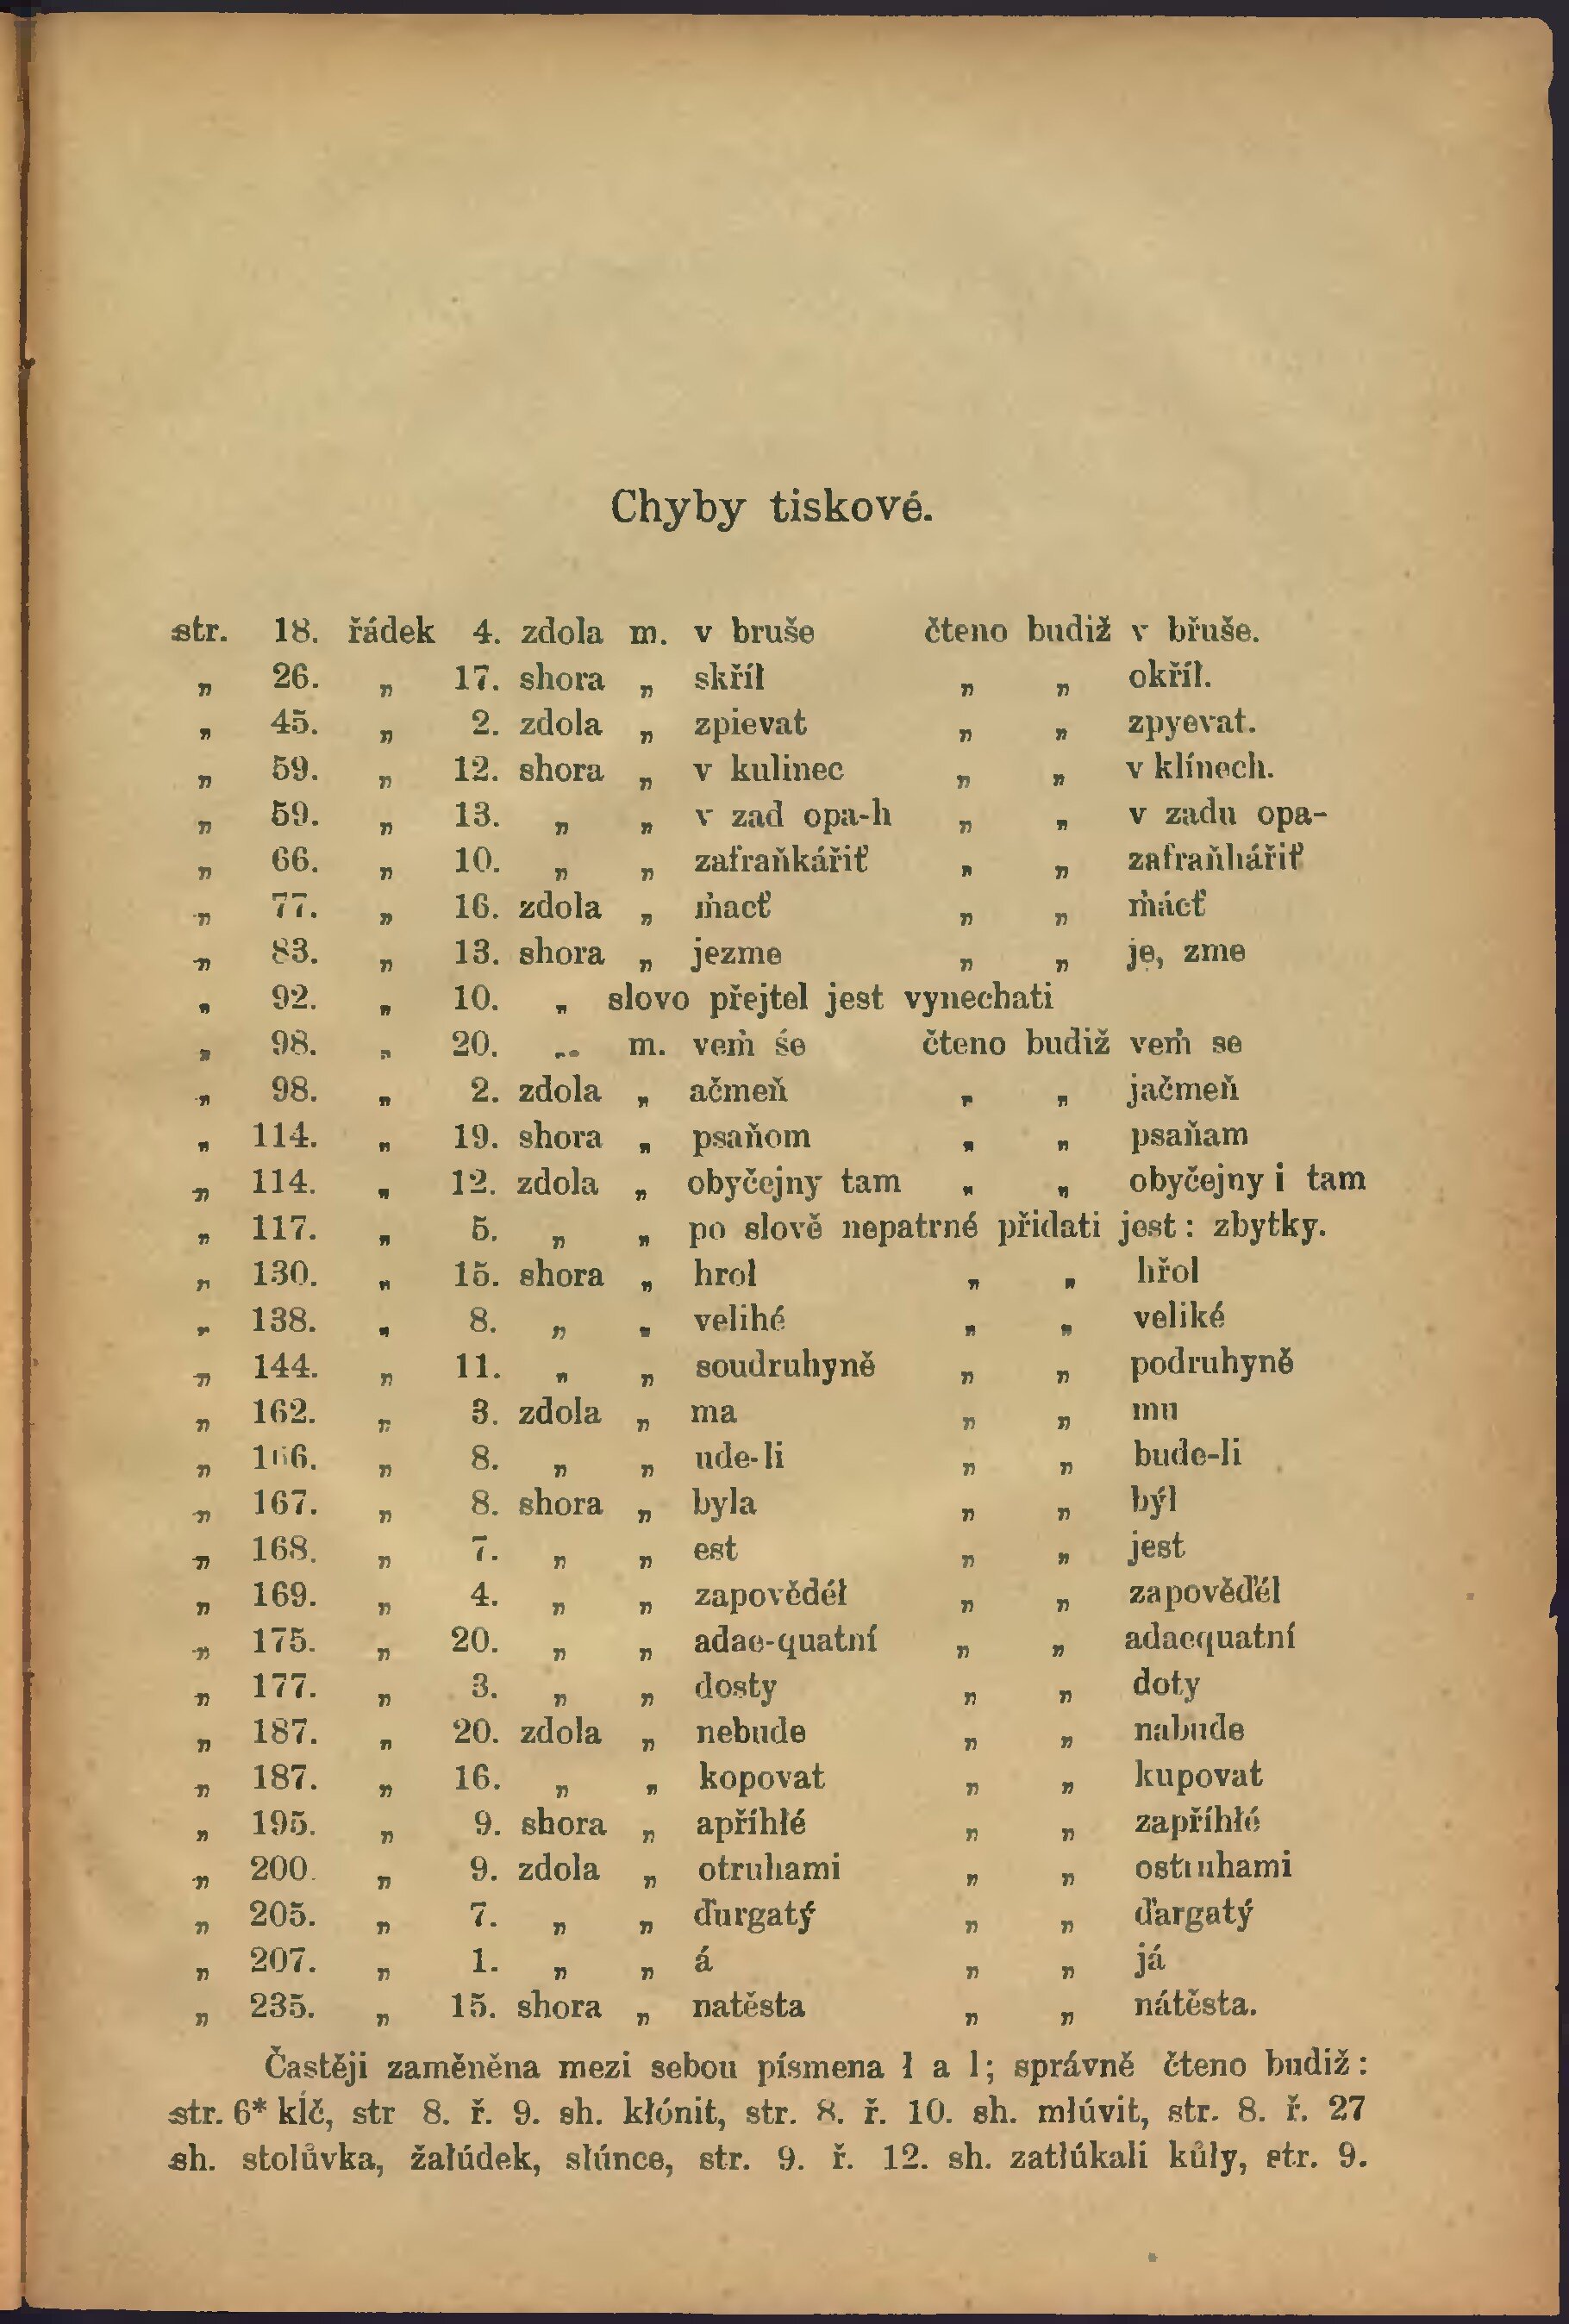 Chyby tiskové.
str. 18. řádek 4. zdola m. v bruše čteno budiž v břuše.
„ 26. „ 17. shora „ skříł „ „ okříł.
„ 45. „ 2. zdola „ zpievat „ „ zpyevat.
„ 59. „ 12. shora „ v kulinec „ „ v klínech.
„ 59. „ 13. „ „ v zad opa-h „ „ v zadu opa-
„ 66. „ 10. „ „ zafraňkářiť „ „ zafraňhářiť
„ 77. „ 16. zdola „ m̀acť „ „ m̀ácť
„ 83. „ 13. shora „ jezme „ „ je, zme
„ 92. „ 10. „ slovo přejtel jest vynechati
„ 98. „ 20. „ m. vem̀ śe čteno budiž vem̀ se
„ 98. „ 2. zdola „ ačmeň „ „ jačmeň
„ 114. „ 19. shora „ psaňom „ „ psaňam
„ 114. „ 12. zdola „ obyčejny tam „ „ obyčejny i tam
„ 117. „ 5. „ „ po slově nepatrné přidati jest: zbytky.
„ 130. „ 15. shora „ hrol „ „ hřol
„ 138. „ 8. „ „ velihé „ „ veliké
„ 144. „ 11. „ „ soudruhyně „ „ podruhyně
„ 162. „ 3. zdola „ ma „ „ mu
„ 166. „ 8. „ „ ude-li „ „ bude-li
„ 167. „ 8. shora „ byla „ „ býl
„ 168. „ 7. „ „ est „ „ jest
„ 169. „ 4. „ „ zapovědéł „ „ zapověďél
„ 175. „ 20. „ „ adae-quatní „ „ adaequatní
„ 177. „ 3. „ „ dosty „ „ doty
„ 187. „ 20. zdola „ nebude „ „ nabude
„ 187. „ 16. „ „ kopovat „ „ kupovat
„ 195. „ 9. shora „ apříhłé „ „ zapříhłé
„ 200. „ 9. zdola „ otruhami „ „ ostruhami
„ 205. „ 7. „ „ ďurgatý „ „ ďargatý
„ 207. „ 1. „ „ á „ „ já
„ 235. „ 15. shora „ natěsta „ „ nátěsta.
Častěji zaměněna mezi sebou písmena ł a l; správně čteno budiž:
str. 6* kĺč, str 8. ř. 9. sh. kłónit, str. 8. ř. 10. sh. młúvit, str. 8. ř. 27
sh. stolůvka, žałúdek, słúnce, str. 9. ř. 12. sh. zatłúkali kůły, str. 9.